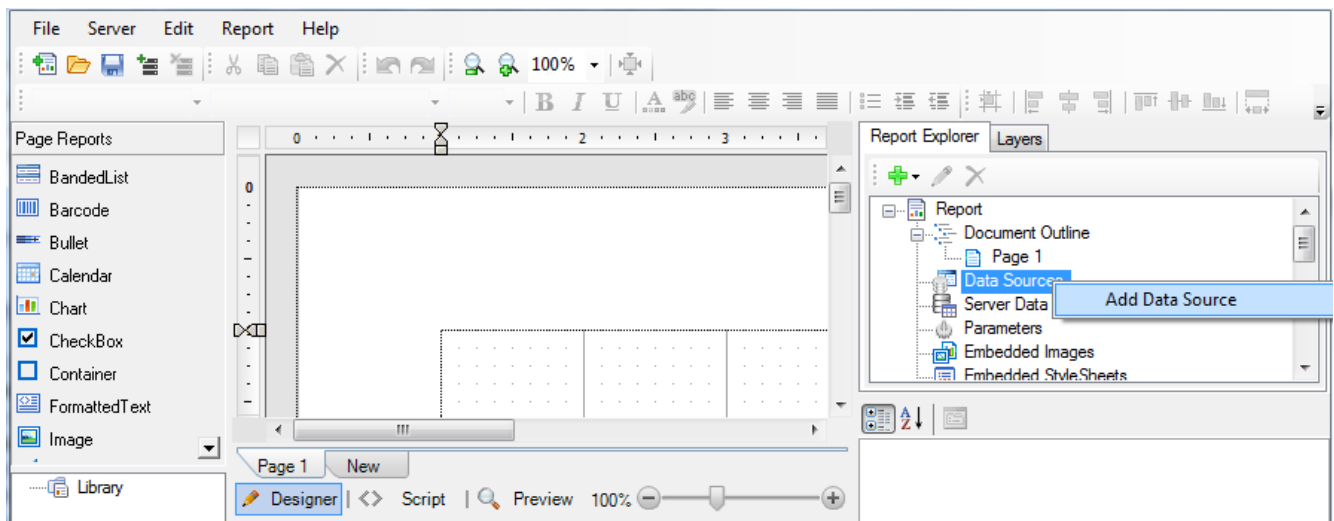 File Server Edit Report Help
100%
B I U A abc
Page Reports
BandedList
Barcode
Bullet
Calendar
Chart
CheckBox
Container
FormattedText
Image
Library
0 2 3
0
Page 1 New
Designer Script Preview 100%
Report Explorer Layers
Report
Document Outline
Page 1
Data Sources
Add Data Source
Server Data
Parameters
Embedded Images
Embedded StyleSheets
A
Z